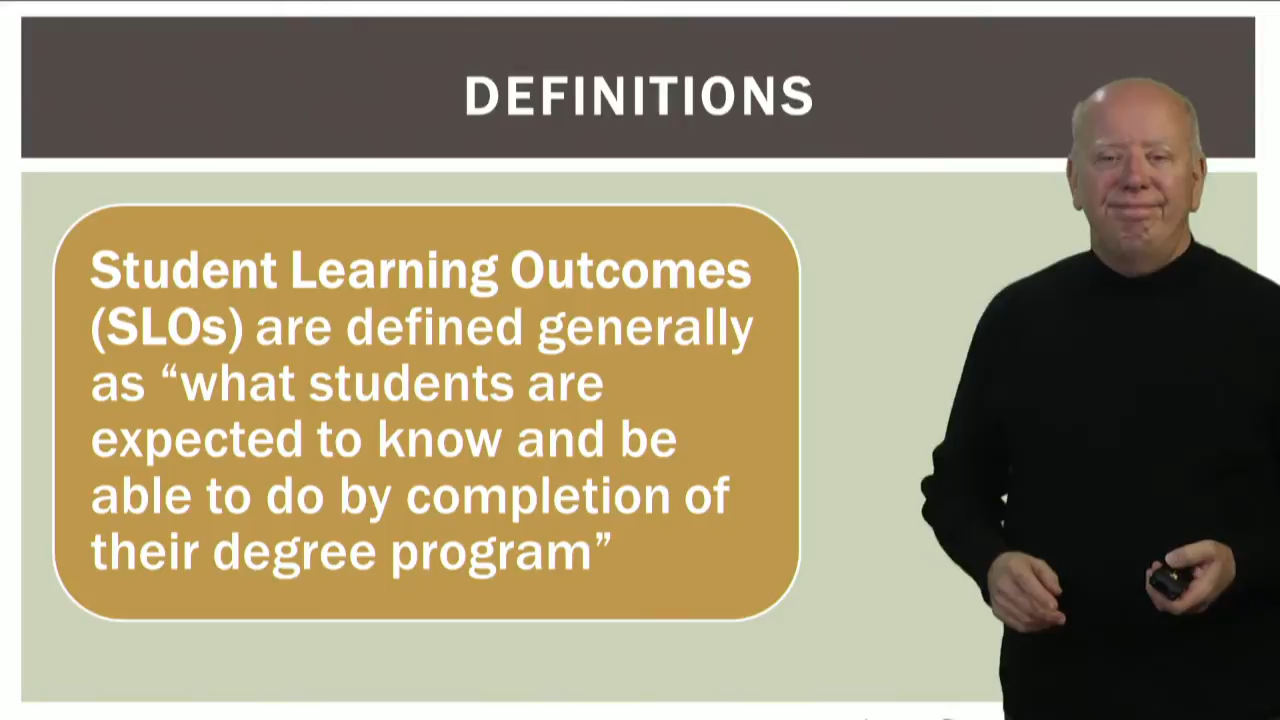 DEFINITIONS
Student Learning Outcomes
(SLOs) are defined generally
as “what students are
expected to know and be
able to do by completion of
their degree program”